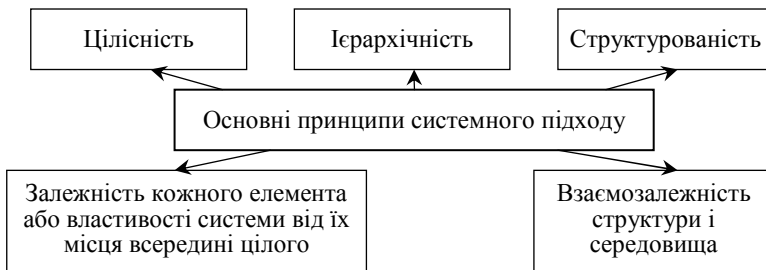 Цілісність
Ієрархічність
Структурованість
Основні принципи системного підходу
Залежність кожного елемента
або властивості системи від їх
місця всередині цілого
Взаємозалежність
структури і
середовища